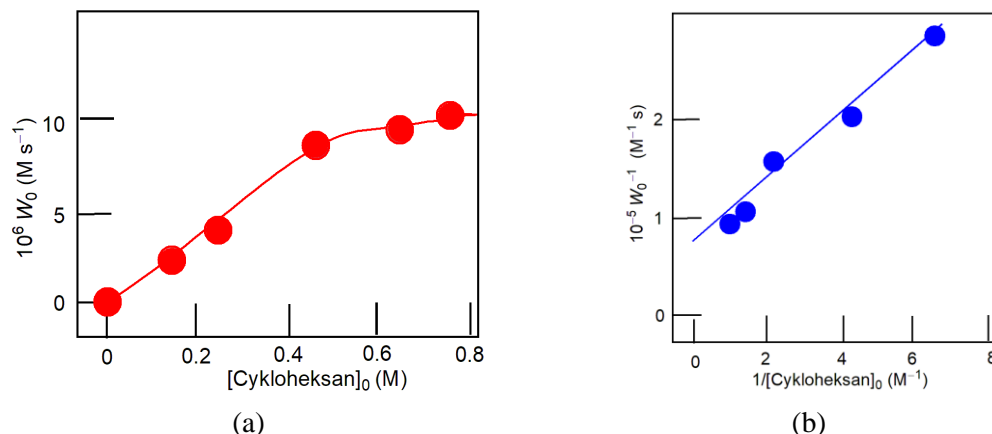 10⁶ W₀ (M s⁻¹)
10
5
0
0 0.2 0.4 0.6 0.8
[Cykloheksan]₀ (M)
(a)
10⁻⁵ W₀⁻¹ (M⁻¹ s)
2
1
0
0 2 4 6 8
1/[Cykloheksan]₀ (M⁻¹)
(b)